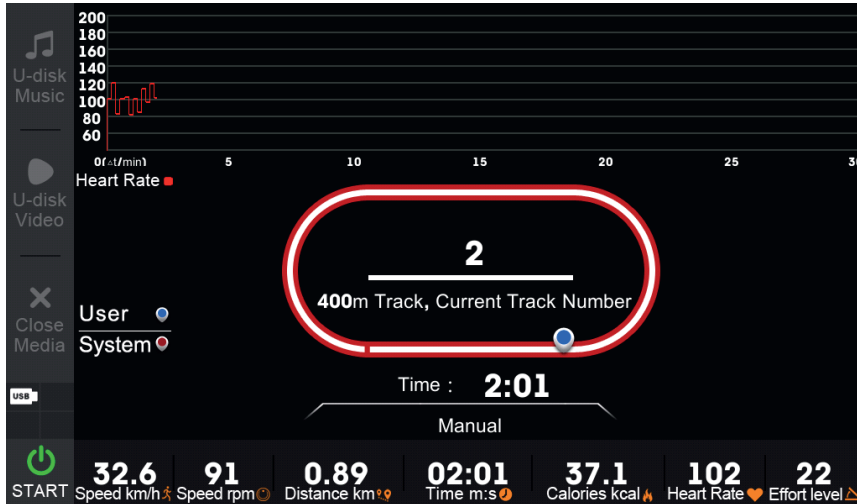 U-disk
Music
U-disk
Video
Close
Media
USB
START
200
180
160
140
120
100
80
60
0(△t/min) 5 10 15 20 25 30
Heart Rate
2
400m Track, Current Track Number
User
System
Time : 2:01
Manual
32.6 91 0.89 02:01 37.1 102 22
Speed km/h Speed rpm Distance km Time m:s Calories kcal Heart Rate Effort level